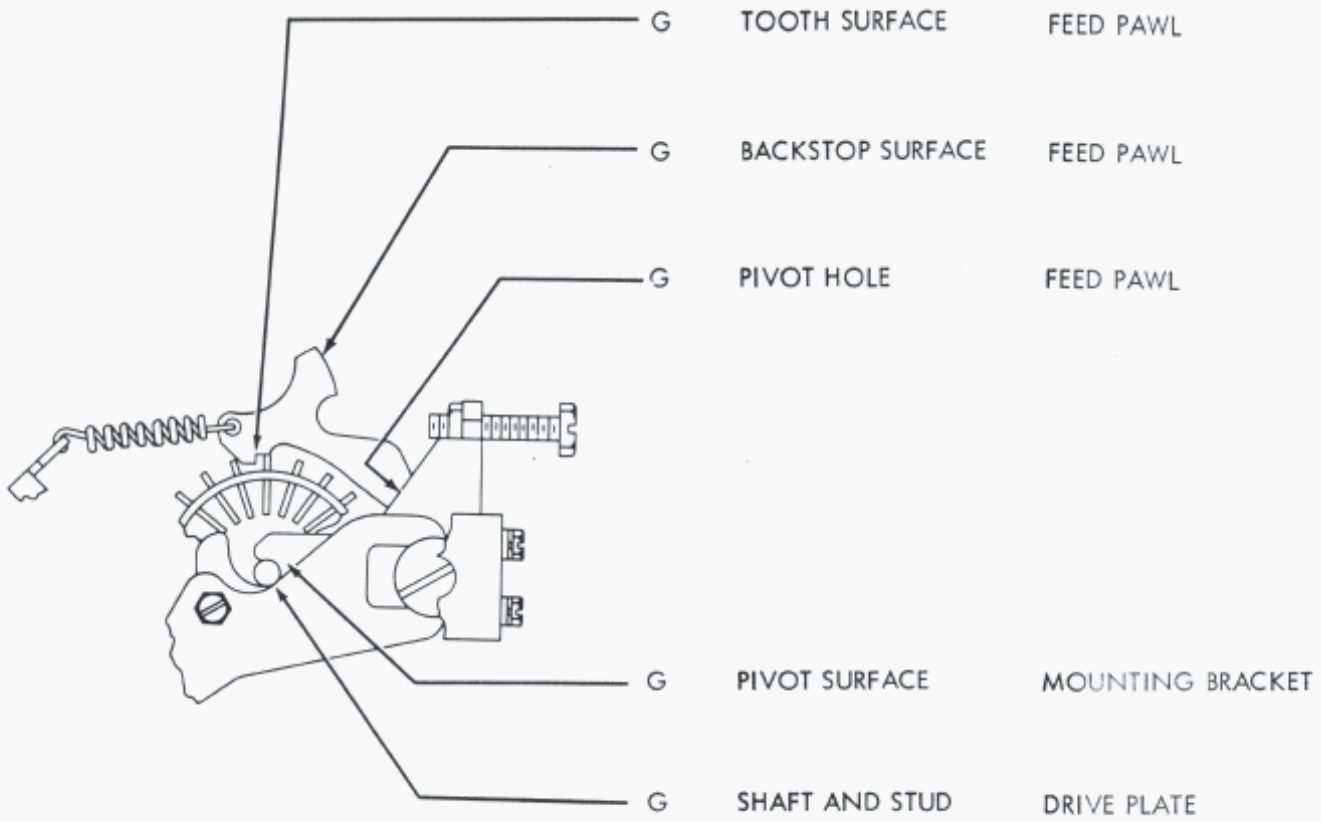 G TOOTH SURFACE FEED PAWL
G BACKSTOP SURFACE FEED PAWL
G PIVOT HOLE FEED PAWL
G PIVOT SURFACE MOUNTING BRACKET
G SHAFT AND STUD DRIVE PLATE